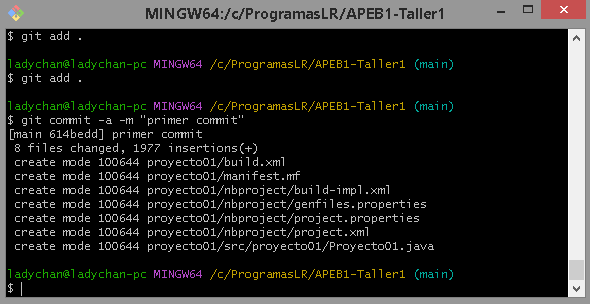 MINGW64:/c/ProgramasLR/APEB1-Taller1
$ git add .
ladychan@ladychan-pc MINGW64 /c/ProgramasLR/APEB1-Taller1 (main)
$ git add .
ladychan@ladychan-pc MINGW64 /c/ProgramasLR/APEB1-Taller1 (main)
$ git commit -a -m "primer commit"
[main 614bedd] primer commit
 8 files changed, 1977 insertions(+)
 create mode 100644 proyecto01/build.xml
 create mode 100644 proyecto01/manifest.mf
 create mode 100644 proyecto01/nbproject/build-impl.xml
 create mode 100644 proyecto01/nbproject/genfiles.properties
 create mode 100644 proyecto01/nbproject/project.properties
 create mode 100644 proyecto01/nbproject/project.xml
 create mode 100644 proyecto01/src/proyecto01/Proyecto01.java
ladychan@ladychan-pc MINGW64 /c/ProgramasLR/APEB1-Taller1 (main)
$